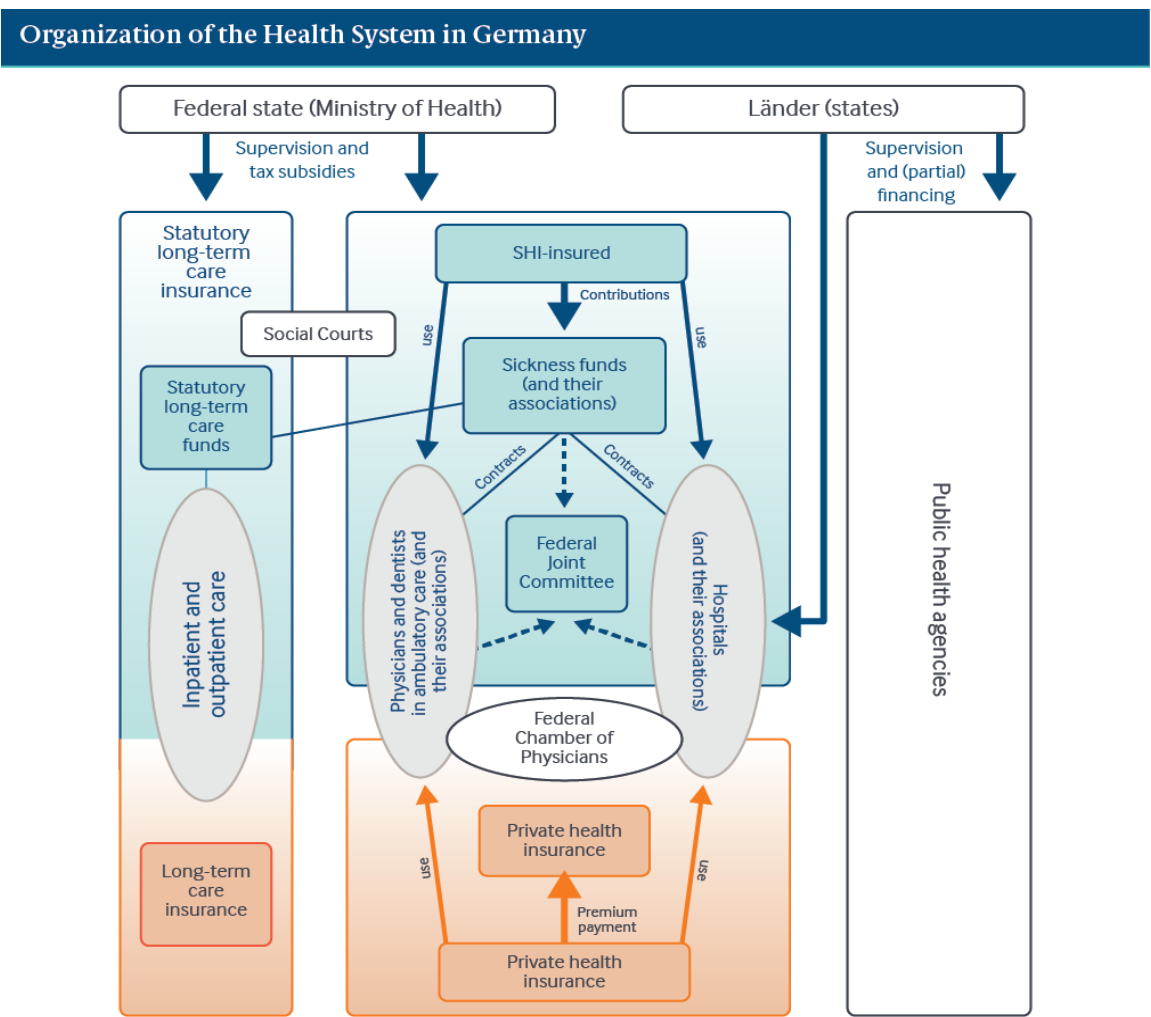 Organization of the Health System in Germany
Federal state (Ministry of Health)
Länder (states)
Supervision and
tax subsidies
Supervision
and (partial)
financing
Statutory
long-term
care
insurance
SHI-insured
Contributions
use
use
Social Courts
Sickness funds
(and their
associations)
Statutory
long-term
care
funds
Contracts
Contracts
Federal
Joint
Committee
Inpatient and
outpatient care
Physicians and dentists
in ambulatory care (and
their associations)
Hospitals
(and their associations)
Public health agencies
Federal
Chamber of
Physicians
Private health
insurance
use
use
Long-term
care
insurance
Premium
payment
Private health
insurance